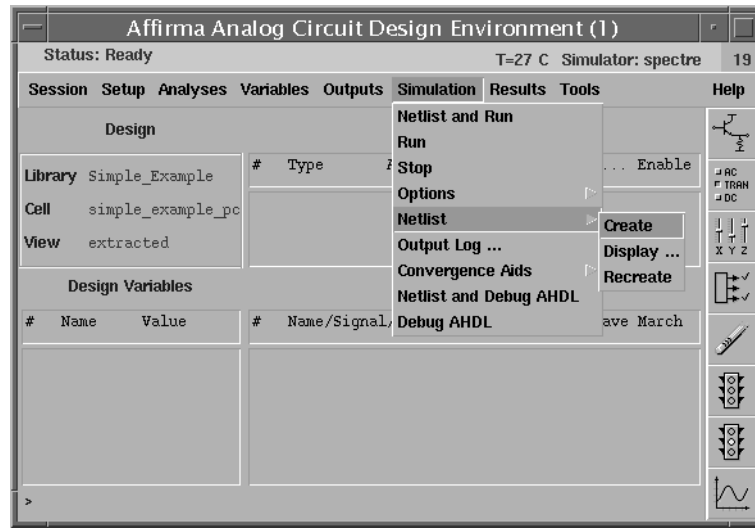 Affirma Analog Circuit Design Environment (1)
Status: Ready T=27 C Simulator: spectre 19
Session Setup Analyses Variables Outputs Simulation Results Tools Help
Netlist and Run
Run
Stop
Options
Netlist
Output Log ...
Convergence Aids
Netlist and Debug AHDL
Debug AHDL
Create
Display ...
Recreate
Design
Library Simple_Example
Cell simple_example_pc
View extracted
# Type ... Enable
Design Variables
# Name Value
# Name/Signal/ ave March
AC
TRAN
DC
X Y Z
>